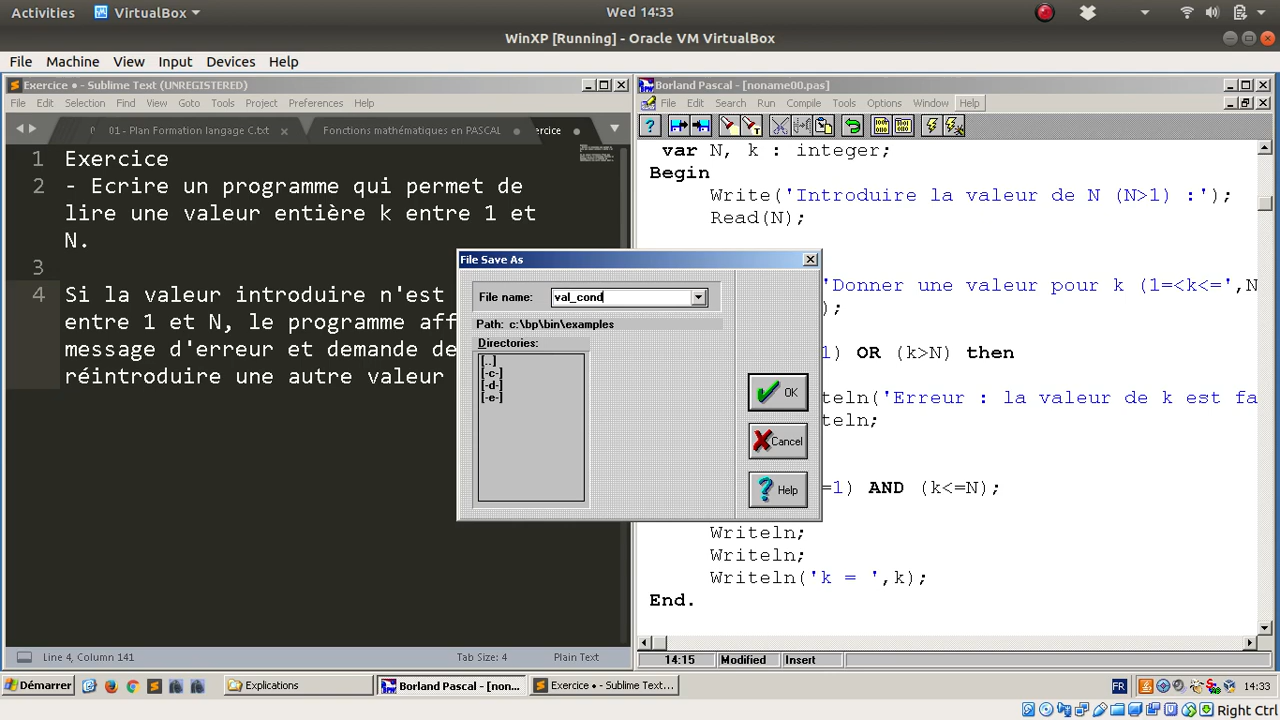 Activities VirtualBox Wed 14:33
WinXP [Running] - Oracle VM VirtualBox
File Machine View Input Devices Help
Exercice • - Sublime Text (UNREGISTERED)
File Edit Selection Find View Goto Tools Project Preferences Help
01 - Plan Formation langage C.txt Fonctions mathématiques en PASCAL ercice
1 Exercice
2 - Ecrire un programme qui permet de
lire une valeur entière k entre 1 et
N.
3
4 Si la valeur introduire n'est
entre 1 et N, le programme aff
message d'erreur et demande de
réintroduire une autre valeur
Line 4, Column 141 Tab Size: 4 Plain Text
Borland Pascal - [noname00.pas]
File Edit Search Run Compile Tools Options Window Help
var N, k : integer;
Begin
Write('Introduire la valeur de N (N>1) :');
Read(N);
'Donner une valeur pour k (1=<k<=',N
);
1) OR (k>N) then
teln('Erreur : la valeur de k est fa
teln;
=1) AND (k<=N);
Writeln;
Writeln;
Writeln('k = ',k);
End.
14:15 Modified Insert
File Save As
File name: val_cond
Path: c:\bp\bin\examples
Directories:
[..]
[-c-]
[-d-]
[-e-]
OK
Cancel
Help
Démarrer Explications Borland Pascal - [non... Exercice • - Sublime Text... FR 14:33
Right Ctrl